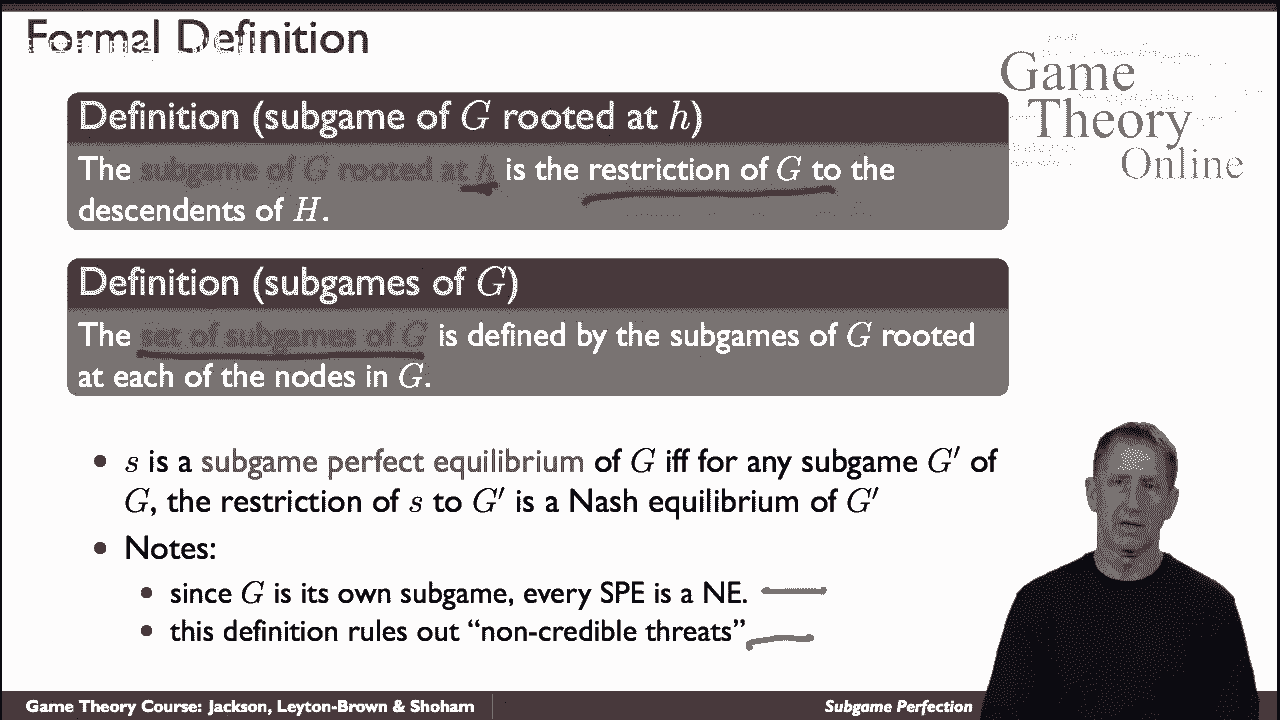 Formal Definition
Game
Theory
Online
Definition (subgame of G rooted at h)
The subgame of G rooted at h is the restriction of G to the
descendents of H.
Definition (subgames of G)
The set of subgames of G is defined by the subgames of G rooted
at each of the nodes in G.
• s is a subgame perfect equilibrium of G iff for any subgame G′ of
G, the restriction of s to G′ is a Nash equilibrium of G′
• Notes:
• since G is its own subgame, every SPE is a NE.
• this definition rules out “non-credible threats”
Game Theory Course: Jackson, Leyton-Brown & Shoham
Subgame Perfection